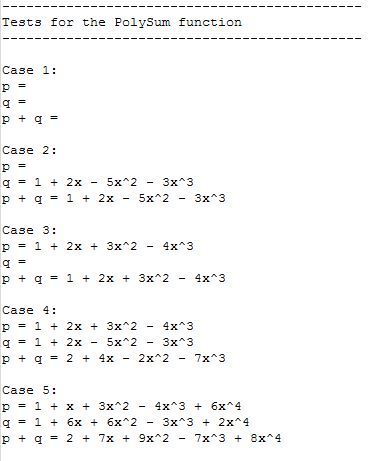 ---------------------------------------------
Tests for the PolySum function
---------------------------------------------
Case 1:
p =
q =
p + q =
Case 2:
p =
q = 1 + 2x - 5x^2 - 3x^3
p + q = 1 + 2x - 5x^2 - 3x^3
Case 3:
p = 1 + 2x + 3x^2 - 4x^3
q =
p + q = 1 + 2x + 3x^2 - 4x^3
Case 4:
p = 1 + 2x + 3x^2 - 4x^3
q = 1 + 2x - 5x^2 - 3x^3
p + q = 2 + 4x - 2x^2 - 7x^3
Case 5:
p = 1 + x + 3x^2 - 4x^3 + 6x^4
q = 1 + 6x + 6x^2 - 3x^3 + 2x^4
p + q = 2 + 7x + 9x^2 - 7x^3 + 8x^4